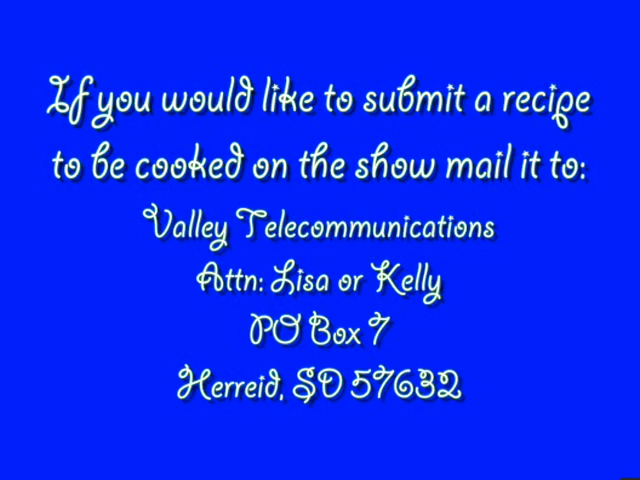 If you would like to submit a recipe
to be cooked on the show mail it to:
Valley Telecommunications
Attn: Lisa or Kelly
PO Box 7
Herreid, SD 57632